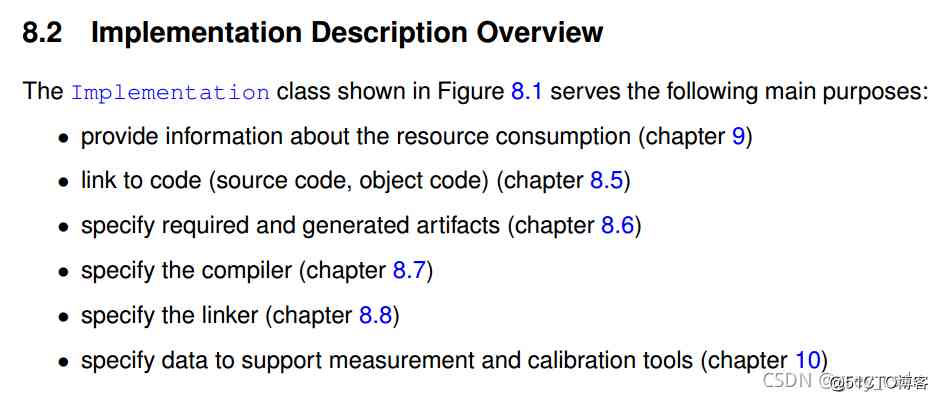 8.2 Implementation Description Overview
The Implementation class shown in Figure 8.1 serves the following main purposes:
• provide information about the resource consumption (chapter 9)
• link to code (source code, object code) (chapter 8.5)
• specify required and generated artifacts (chapter 8.6)
• specify the compiler (chapter 8.7)
• specify the linker (chapter 8.8)
• specify data to support measurement and calibration tools (chapter 10)
CSDN @51CTO博客